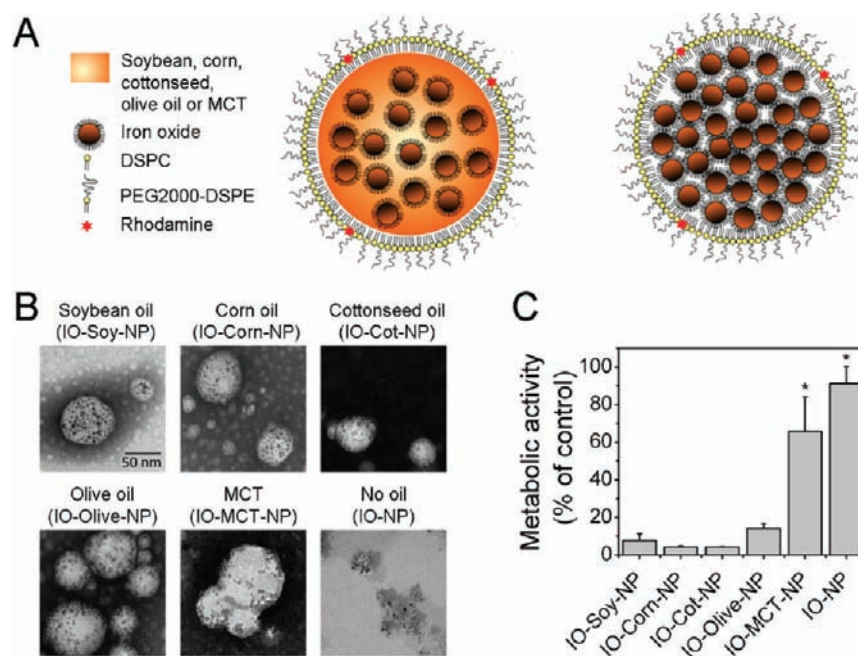 A
Soybean, corn,
cottonseed,
olive oil or MCT
Iron oxide
DSPC
PEG2000-DSPE
Rhodamine
B
Soybean oil
(IO-Soy-NP)
Corn oil
(IO-Corn-NP)
Cottonseed oil
(IO-Cot-NP)
50 nm
Olive oil
(IO-Olive-NP)
MCT
(IO-MCT-NP)
No oil
(IO-NP)
C
Metabolic activity
(% of control)
100
80
60
40
20
0
*
*
IO-Soy-NP
IO-Corn-NP
IO-Cot-NP
IO-Olive-NP
IO-MCT-NP
IO-NP